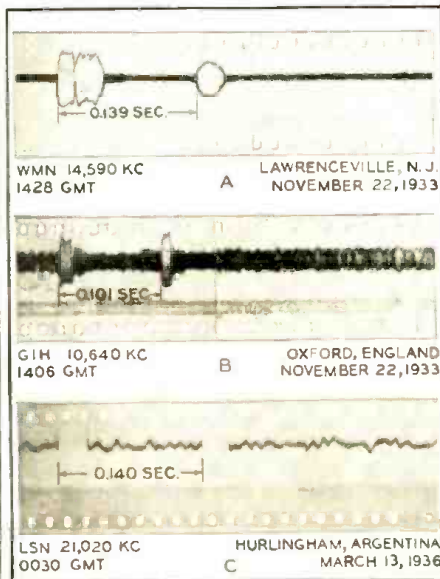 0.139 SEC.
WMN 14,590 KC LAWRENCEVILLE, N.J.
1428 GMT A NOVEMBER 22, 1933
0.101 SEC.
GIH 10,640 KC OXFORD, ENGLAND
1406 GMT B NOVEMBER 22, 1933
0.140 SEC.
LSN 21,020 KC HURLINGHAM, ARGENTINA
0030 GMT C MARCH 13, 1936